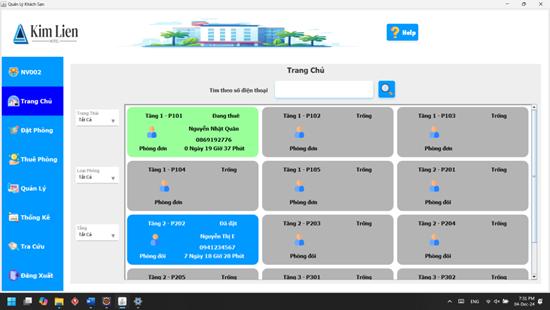 Quản Lý Khách Sạn
Kim Lien
HOTEL
Help
NV002
Trang Chủ
Đặt Phòng
Thuê Phòng
Quản Lý
Thống Kê
Tra Cứu
Đăng Xuất
Trang Chủ
Tìm theo số điện thoại
Trạng Thái
Tất Cả
Loại Phòng
Tất Cả
Tầng
Tất Cả
Tầng 1 - P101 Đang thuê
Nguyễn Nhật Quân
0869192776
Phòng đơn 0 Ngày 19 Giờ 37 Phút
Tầng 1 - P102 Trống
Phòng đơn
Tầng 1 - P103 Trống
Phòng đơn
Tầng 1 - P104 Trống
Phòng đơn
Tầng 1 - P105 Trống
Phòng đơn
Tầng 2 - P201 Trống
Phòng đôi
Tầng 2 - P202 Đã đặt
Nguyễn Thị E
0941234567
Phòng đôi 2 Ngày 18 Giờ 28 Phút
Tầng 2 - P203 Trống
Phòng đôi
Tầng 2 - P204 Trống
Phòng đôi
Tầng 2 - P205 Trống
Tầng 3 - P301 Trống
Tầng 3 - P302 Trống
ENG
7:31 PM
04-Dec-24